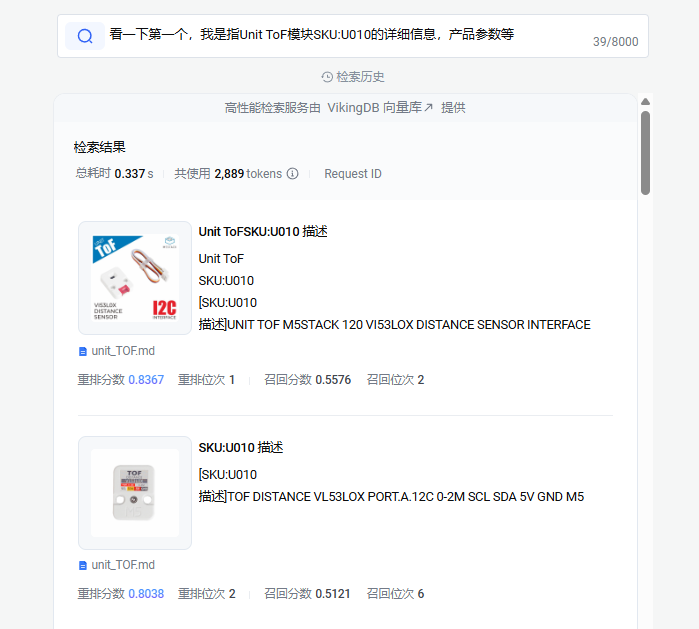 看一下第一个，我是指Unit ToF模块SKU:U010的详细信息，产品参数等
39/8000
检索历史
高性能检索服务由 VikingDB 向量库 提供
检索结果
总耗时 0.337 s 共使用 2,889 tokens Request ID
UNIT
ToF
VI53L0X
DISTANCE
SENSOR
I2C
INTERFACE
Unit ToFSKU:U010 描述
Unit ToF
SKU:U010
[SKU:U010
描述]UNIT TOF M5STACK 120 VI53LOX DISTANCE SENSOR INTERFACE
unit_TOF.md
重排分数 0.8367 重排位次 1 召回分数 0.5576 召回位次 2
TOF
SKU:U010 描述
[SKU:U010
描述]TOF DISTANCE VL53LOX PORT.A.12C 0-2M SCL SDA 5V GND M5
unit_TOF.md
重排分数 0.8038 重排位次 2 召回分数 0.5121 召回位次 6